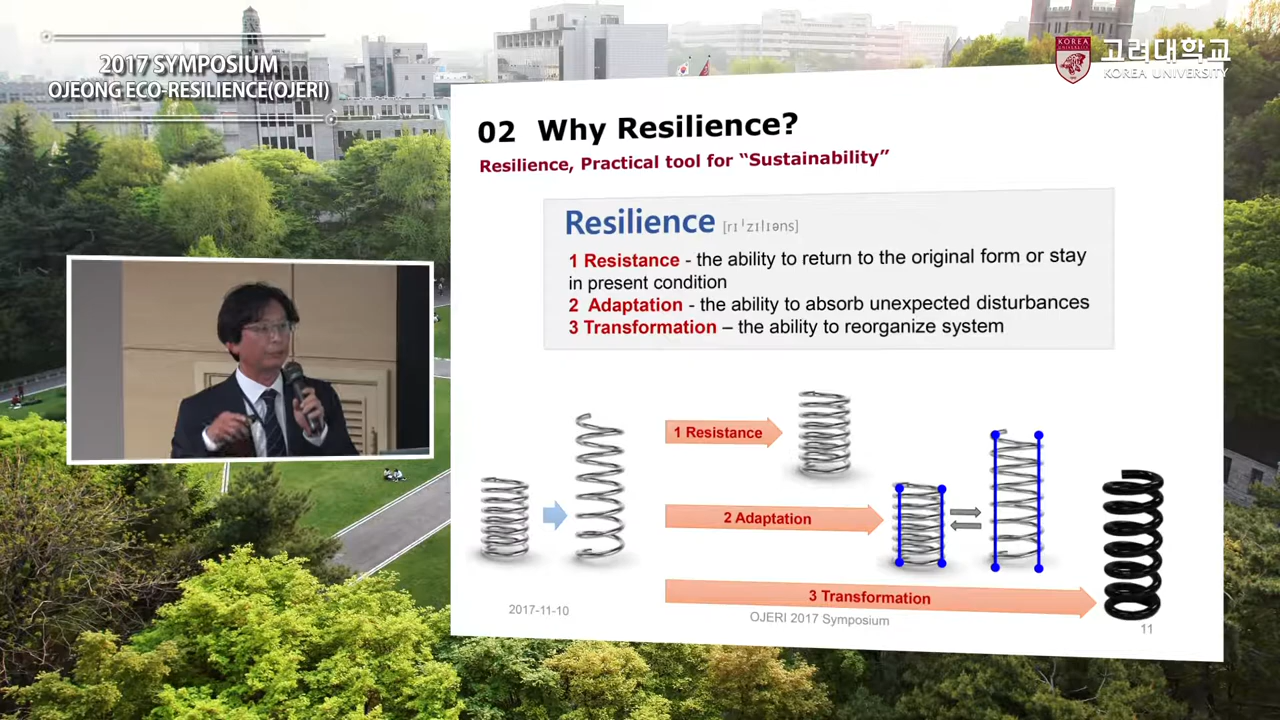 2017 SYMPOSIUM
OJEONG ECO-RESILIENCE(OJERI)
KOREA
UNIVERSITY
고려대학교
KOREA UNIVERSITY
02 Why Resilience?
Resilience, Practical tool for “Sustainability”
Resilience [rɪˈzɪlɪəns]
1 Resistance - the ability to return to the original form or stay
in present condition
2 Adaptation - the ability to absorb unexpected disturbances
3 Transformation – the ability to reorganize system
1 Resistance
2 Adaptation
3 Transformation
2017-11-10
OJERI 2017 Symposium
11